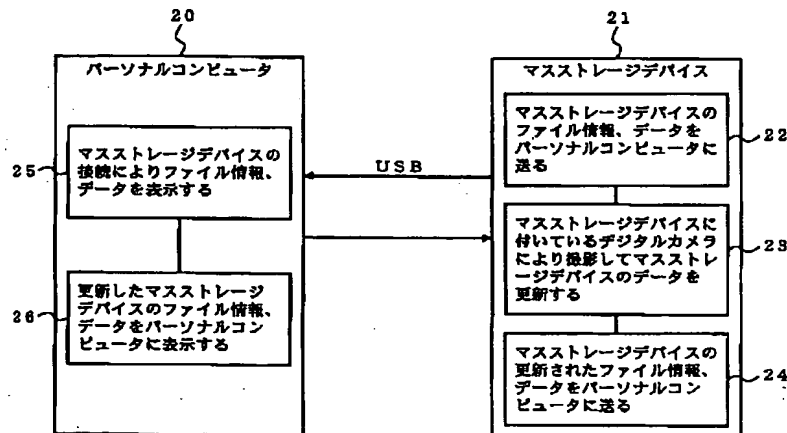 20
パーソナルコンピュータ
25
マスストレージデバイスの
接続によりファイル情報、
データを表示する
26
更新したマスストレージ
デバイスのファイル情報、
データをパーソナルコン
ピュータに表示する
USB
21
マスストレージデバイス
マスストレージデバイスの
ファイル情報、データを
パーソナルコンピュータに
送る
22
マスストレージデバイスに
付いているデジタルカメラ
により撮影してマスストレ
ージデバイスのデータを
更新する
23
マスストレージデバイスの
更新されたファイル情報、
データをパーソナルコン
ピュータに送る
24